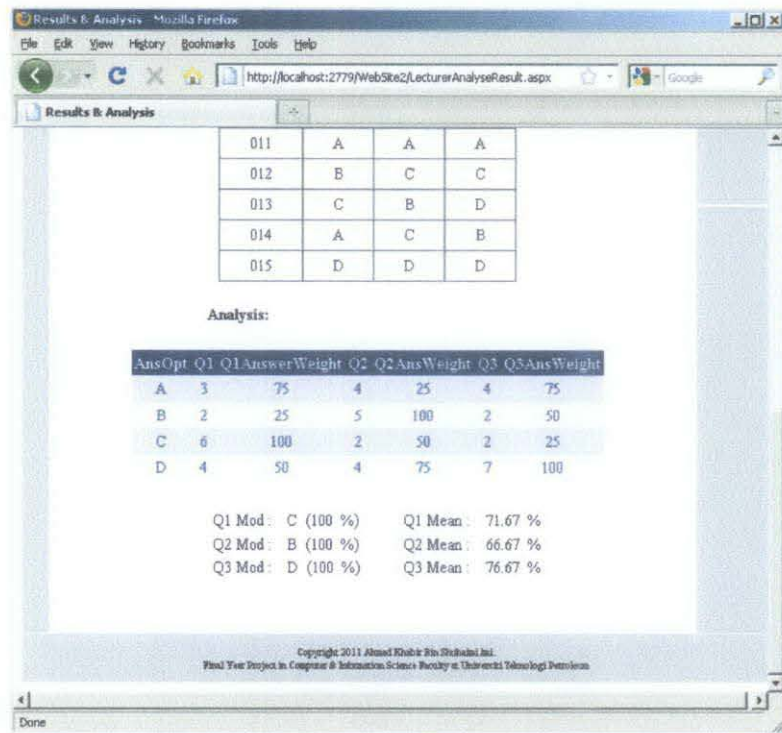 Results & Analysis - Mozilla Firefox
File Edit View History Bookmarks Tools Help
http://localhost:2779/WebSite2/LecturerAnalyseResult.aspx Google
Results & Analysis
011 A A A
012 B C C
013 C B D
014 A C B
015 D D D
Analysis:
AnsOpt Q1 Q1AnswerWeight Q2 Q2AnsWeight Q3 Q3AnsWeight
A 3 75 4 25 4 75
B 2 25 5 100 2 50
C 6 100 2 50 2 25
D 4 50 4 75 7 100
Q1 Mod : C (100 %) Q1 Mean : 71.67 %
Q2 Mod : B (100 %) Q2 Mean : 66.67 %
Q3 Mod : D (100 %) Q3 Mean : 76.67 %
Copyright 2011 Ahmad Khabir Bin
Final Year Project in Computer & Information Science Faculty at Universiti Teknologi Petroleum
Done